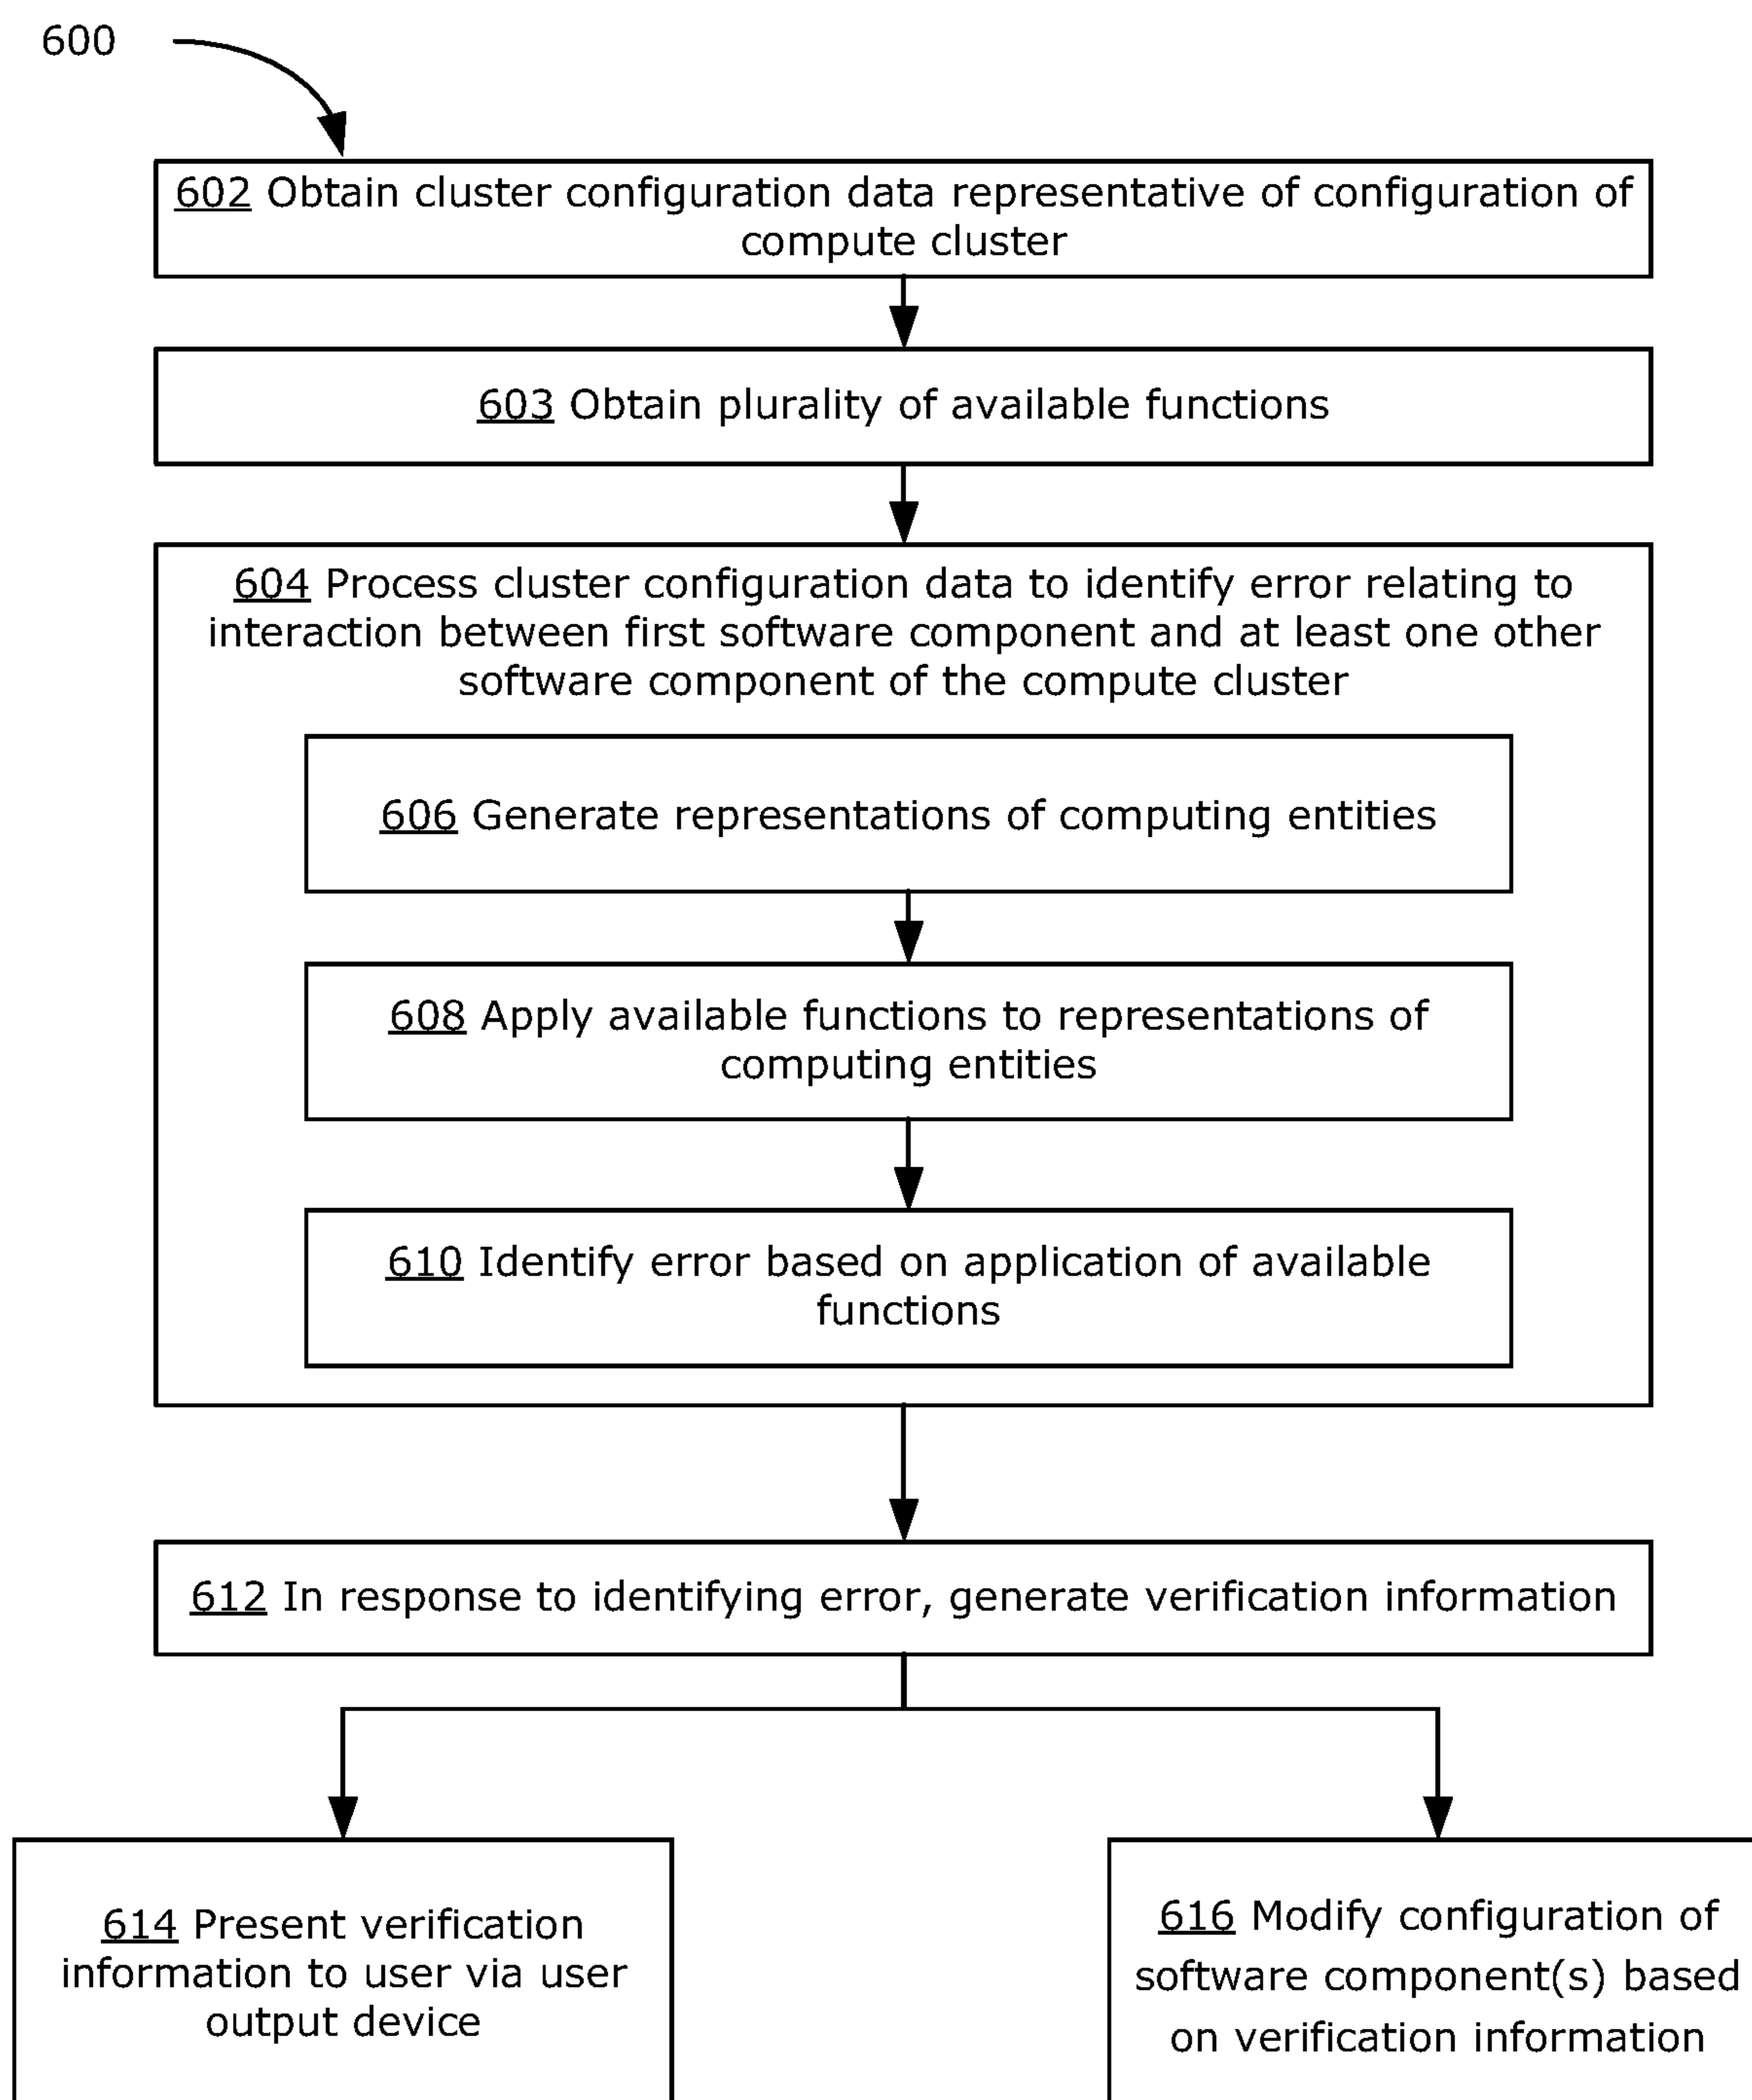 600
602 Obtain cluster configuration data representative of configuration of
compute cluster
603 Obtain plurality of available functions
604 Process cluster configuration data to identify error relating to
interaction between first software component and at least one other
software component of the compute cluster
606 Generate representations of computing entities
608 Apply available functions to representations of
computing entities
610 Identify error based on application of available
functions
612 In response to identifying error, generate verification information
614 Present verification
information to user via user
output device
616 Modify configuration of
software component(s) based
on verification information